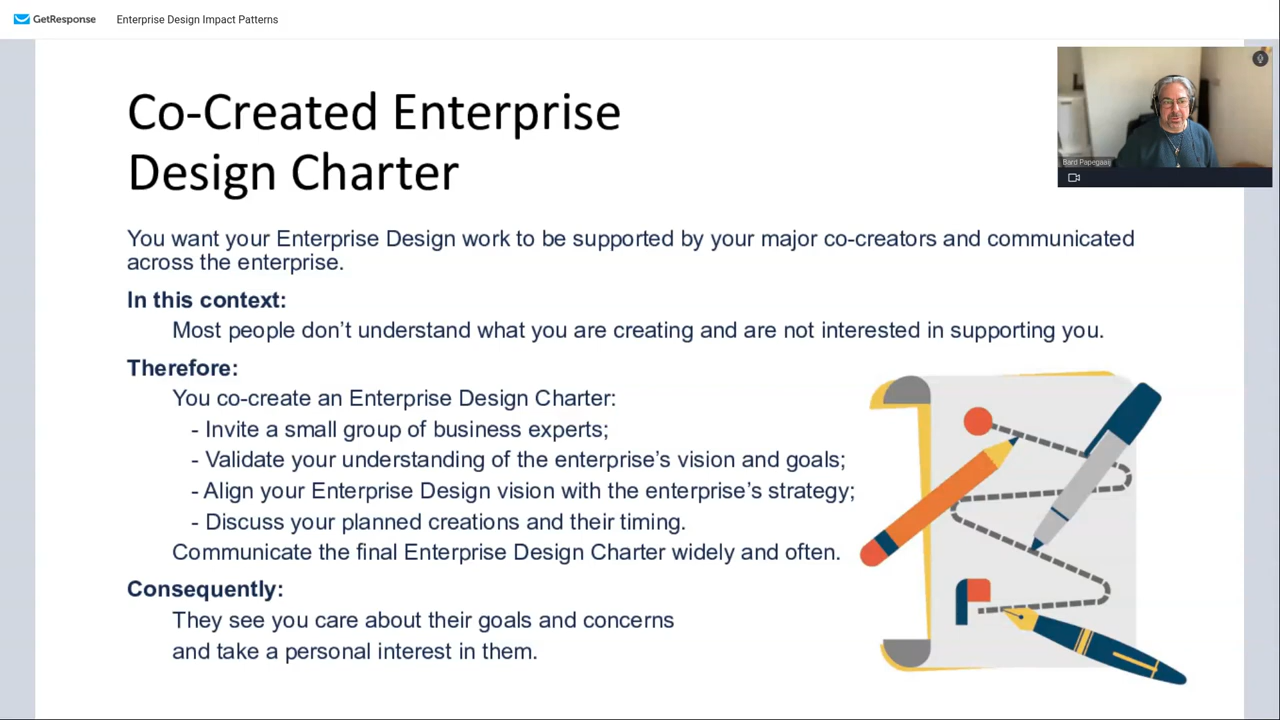 GetResponse
Enterprise Design Impact Patterns
Bard Papegaaij
Co-Created Enterprise
Design Charter
You want your Enterprise Design work to be supported by your major co-creators and communicated
across the enterprise.
In this context:
Most people don’t understand what you are creating and are not interested in supporting you.
Therefore:
You co-create an Enterprise Design Charter:
- Invite a small group of business experts;
- Validate your understanding of the enterprise’s vision and goals;
- Align your Enterprise Design vision with the enterprise’s strategy;
- Discuss your planned creations and their timing.
Communicate the final Enterprise Design Charter widely and often.
Consequently:
They see you care about their goals and concerns
and take a personal interest in them.